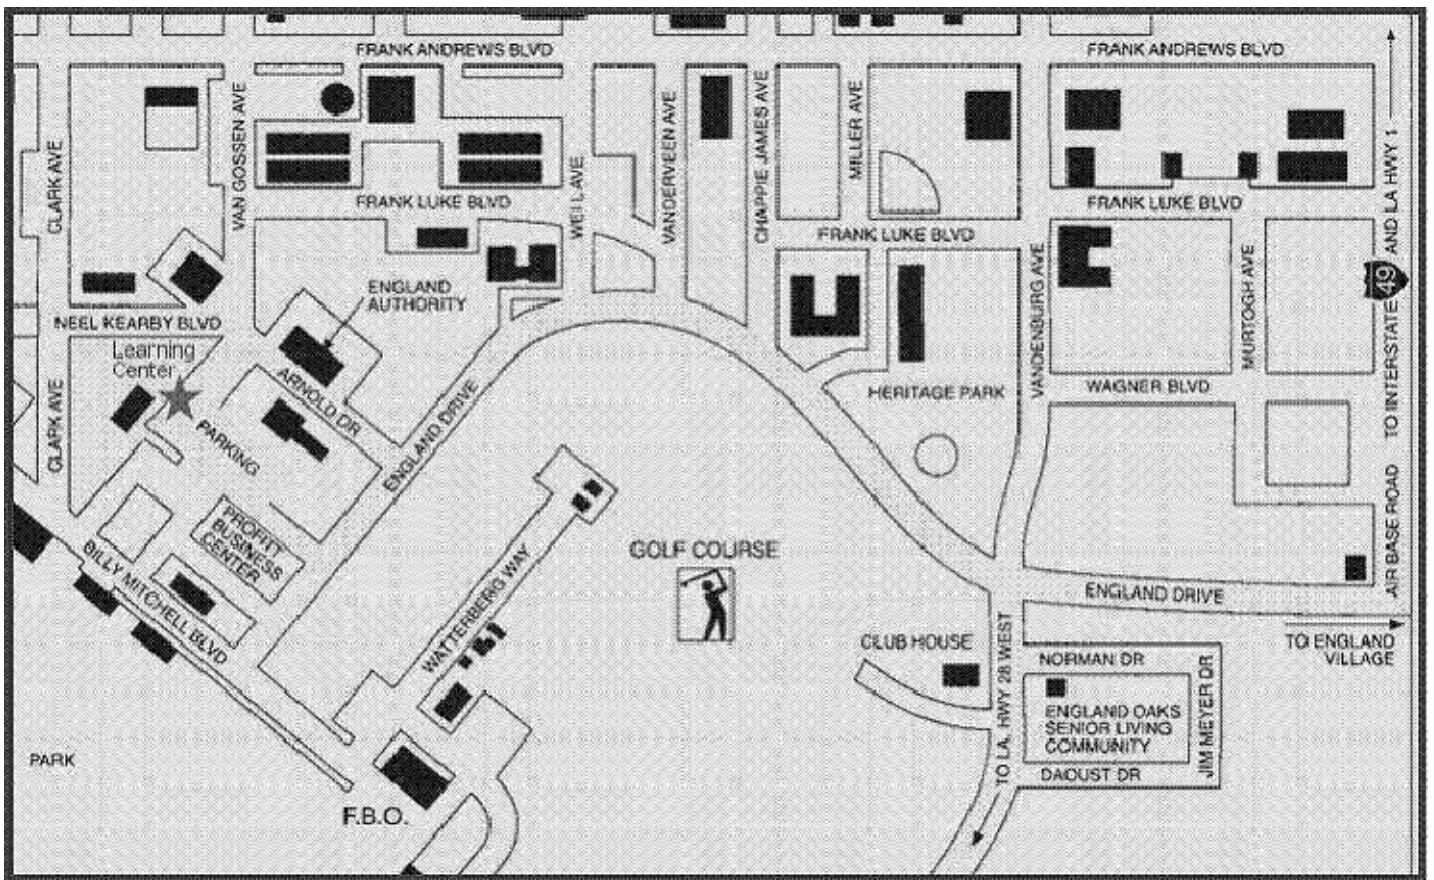 FRANK ANDREWS BLVD
FRANK ANDREWS BLVD
CLARK AVE
VAN GOSSEN AVE
WEI L AVE
VANDERVIEEN AVE
CHAPPIE JAMES AVE
MILLER AVE
FRANK LUKE BLVD
FRANK LUKE BLVD
FRANK LUKE BLVD
VANDENBURG AVE
MURTOGH AVE
AIR BASE ROAD TO INTERSTATE 49 AND LA HWY 1
ENGLAND
AUTHORITY
NEEL KEARBY BLVD
Learning
Center
CLARK AVE
ARNOLD DR
PARKING
ENGLAND DRIVE
HERITAGE PARK
WAGNER BLVD
PROFITT
BUSINESS
CENTER
BILLY MITCHELL BLVD
WATTERBERG WAY
GOLF COURSE
ENGLAND DRIVE
TO ENGLAND
VILLAGE
CLUB HOUSE
TO LA. HWY 28 WEST
NORMAN DR
JIM MEYER DR
ENGLAND OAKS
SENIOR LIVING
COMMUNITY
DAOUST DR
PARK
F.B.O.